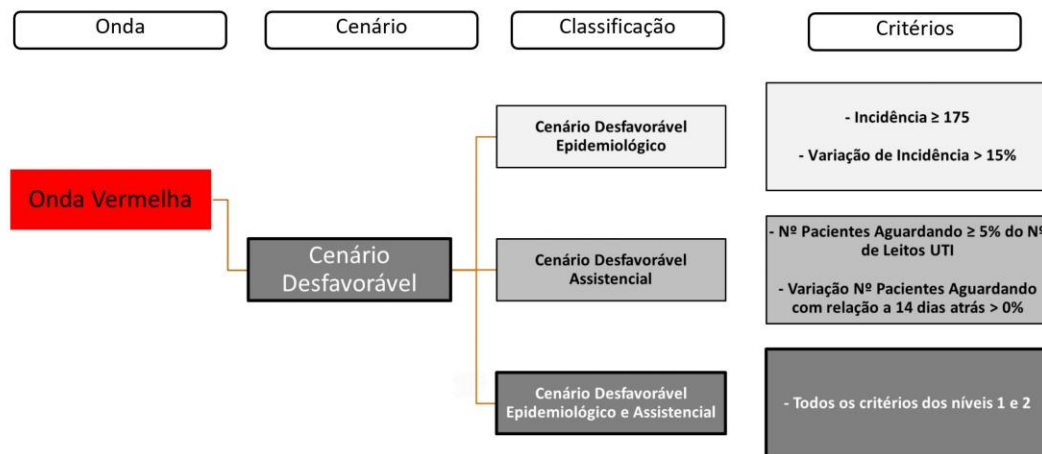 Onda
Cenário
Classificação
Critérios
Onda Vermelha
Cenário
Desfavorável
Cenário Desfavorável
Epidemiológico
- Incidência ≥ 175
- Variação de Incidência > 15%
Cenário Desfavorável
Assistencial
- Nº Pacientes Aguardando ≥ 5% do Nº
de Leitos UTI
- Variação Nº Pacientes Aguardando
com relação a 14 dias atrás > 0%
Cenário Desfavorável
Epidemiológico e Assistencial
- Todos os critérios dos níveis 1 e 2